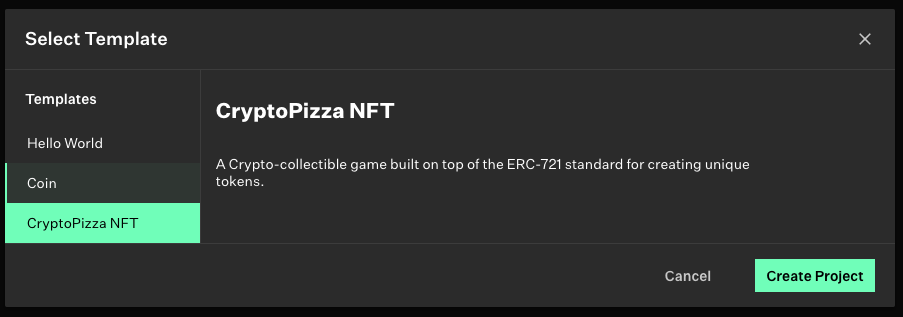 Select Template
Templates
Hello World
Coin
CryptoPizza NFT
CryptoPizza NFT
A Crypto-collectible game built on top of the ERC-721 standard for creating unique
tokens.
Cancel
Create Project